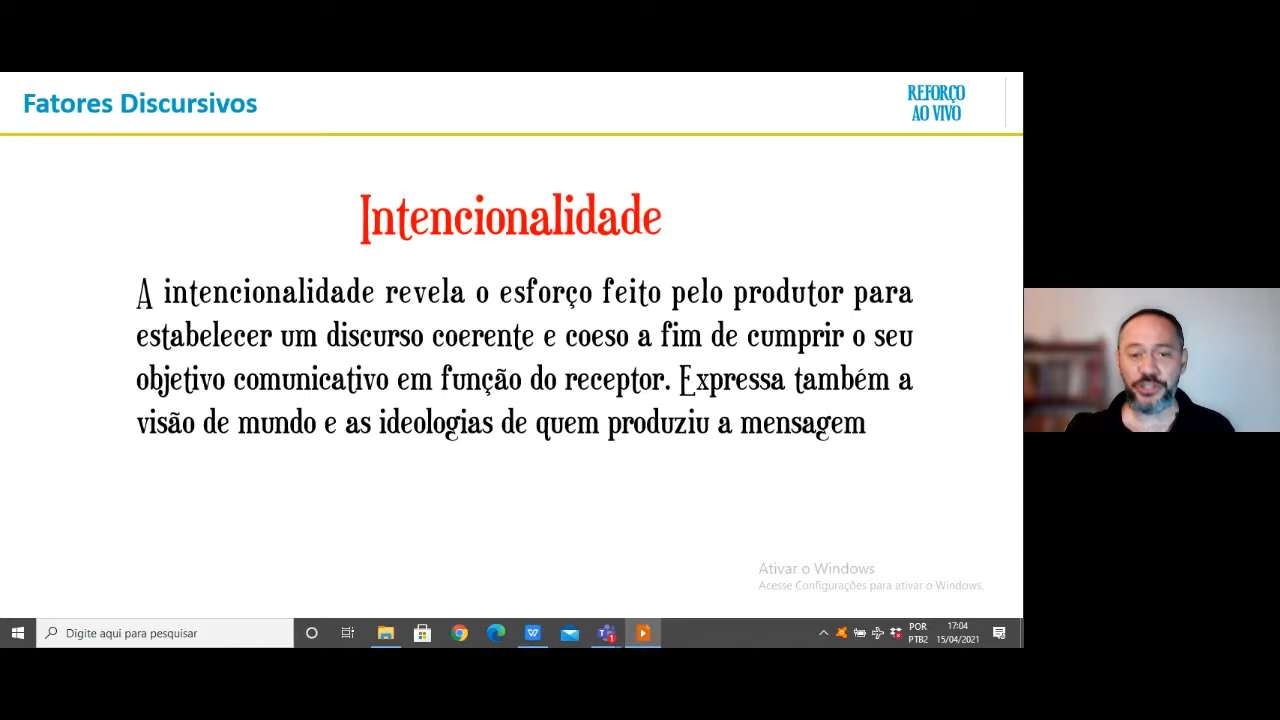 Fatores Discursivos
REFORÇO
AO VIVO
Intencionalidade
A intencionalidade revela o esforço feito pelo produtor para
estabelecer um discurso coerente e coeso a fim de cumprir o seu
objetivo comunicativo em função do receptor. Expressa também a
visão de mundo e as ideologias de quem produziu a mensagem
Ativar o Windows
Acesse Configurações para ativar o Windows.
Digite aqui para pesquisar
POR
PTB2
17:04
15/04/2021